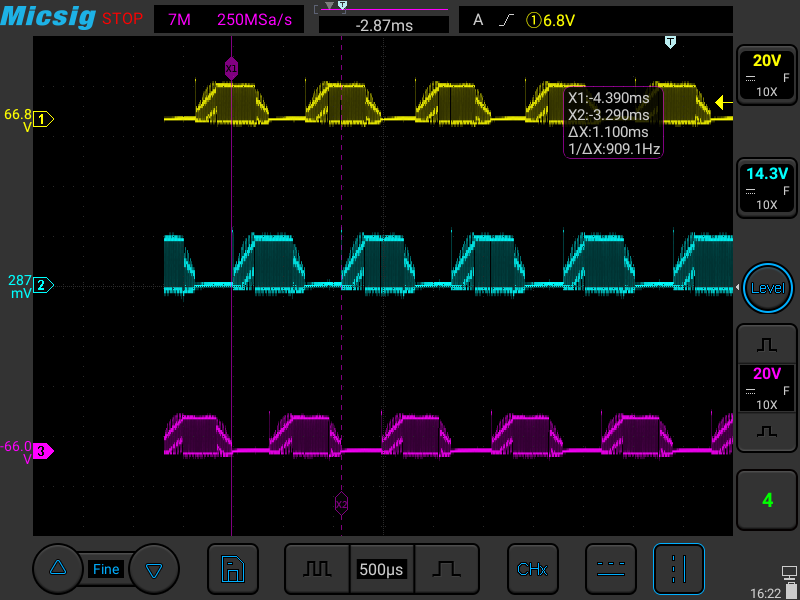 Micsig STOP 7M 250MSa/s T -2.87ms A ①6.8V
T
X1
20V
F
10X
66.8
V
1
X1:-4.390ms
X2:-3.290ms
ΔX:1.100ms
1/ΔX:909.1Hz
14.3V
F
10X
287
mV
2
Level
20V
F
10X
-66.0
V
3
X2
4
Fine
500μs
CHx
16:22